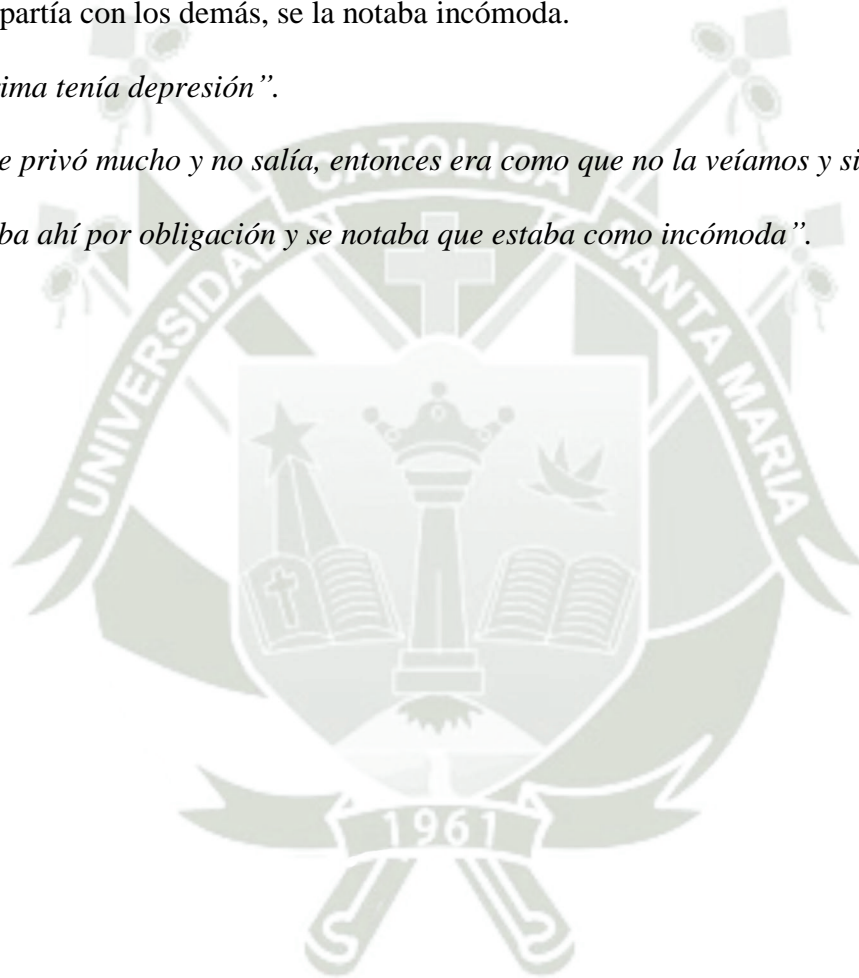 partía con los demás, se la notaba incómoda.
ima tenía depresión”.
e privó mucho y no salía, entonces era como que no la veíamos y si
ba ahí por obligación y se notaba que estaba como incómoda”.
UNIVERSIDAD CATOLICA SANTA MARIA
1961